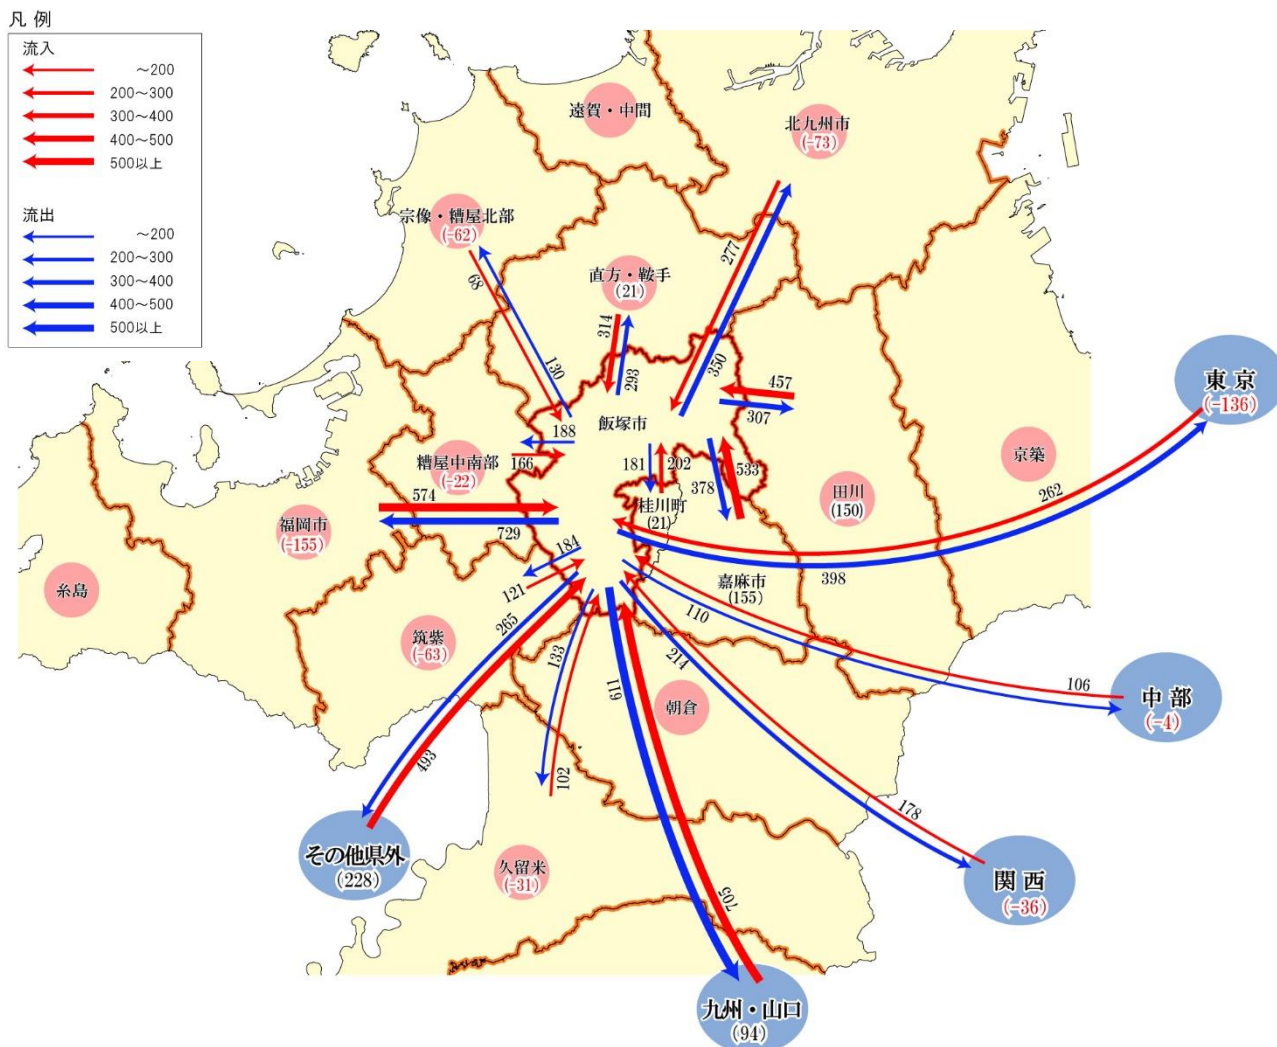 凡 例
流入
～200
200～300
300～400
400～500
500以上
流出
～200
200～300
300～400
400～500
500以上
遠賀・中間
北九州市
(-73)
宗像・糟屋北部
(-62)
直方・鞍手
(21)
277
68
314
130
293
350
457
307
東 京
(-136)
飯塚市
188
166
糟屋中南部
(-22)
181
202
378
533
京築
田川
(150)
262
桂川町
(21)
574
729
福岡市
(-155)
398
184
121
糸島
嘉麻市
(155)
110
265
筑紫
(-63)
133
214
119
朝倉
106
中 部
(-4)
493
102
178
その他県外
(228)
久留米
(-31)
関 西
(-36)
705
九州・山口
(94)